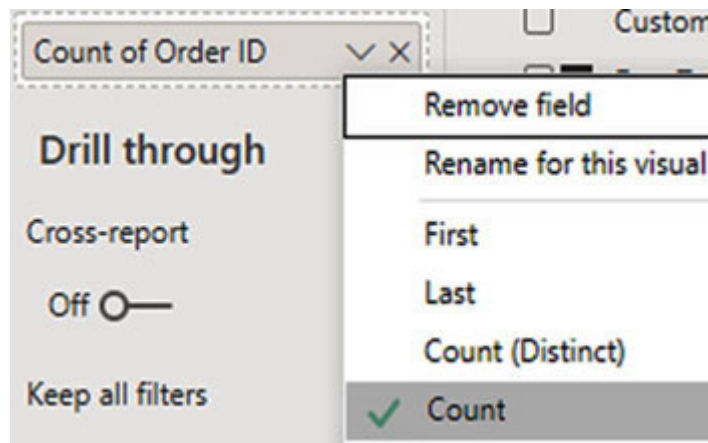 Count of Order ID
Custom
Remove field
Drill through
Rename for this visual
Cross-report
First
Off
Last
Count (Distinct)
Keep all filters
Count